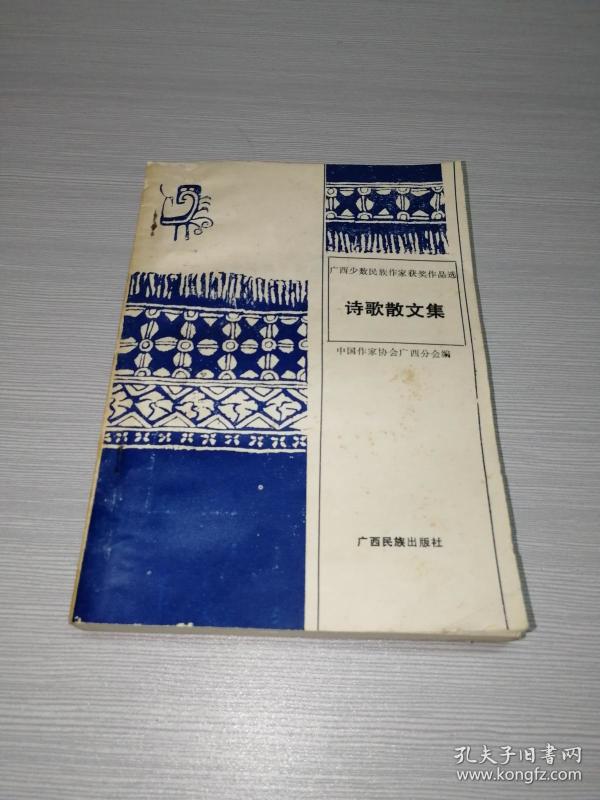 广西少数民族作家获奖作品选
诗歌散文集
中国作家协会广西分会编
广西民族出版社
孔夫子旧书网
www.kongfz.com